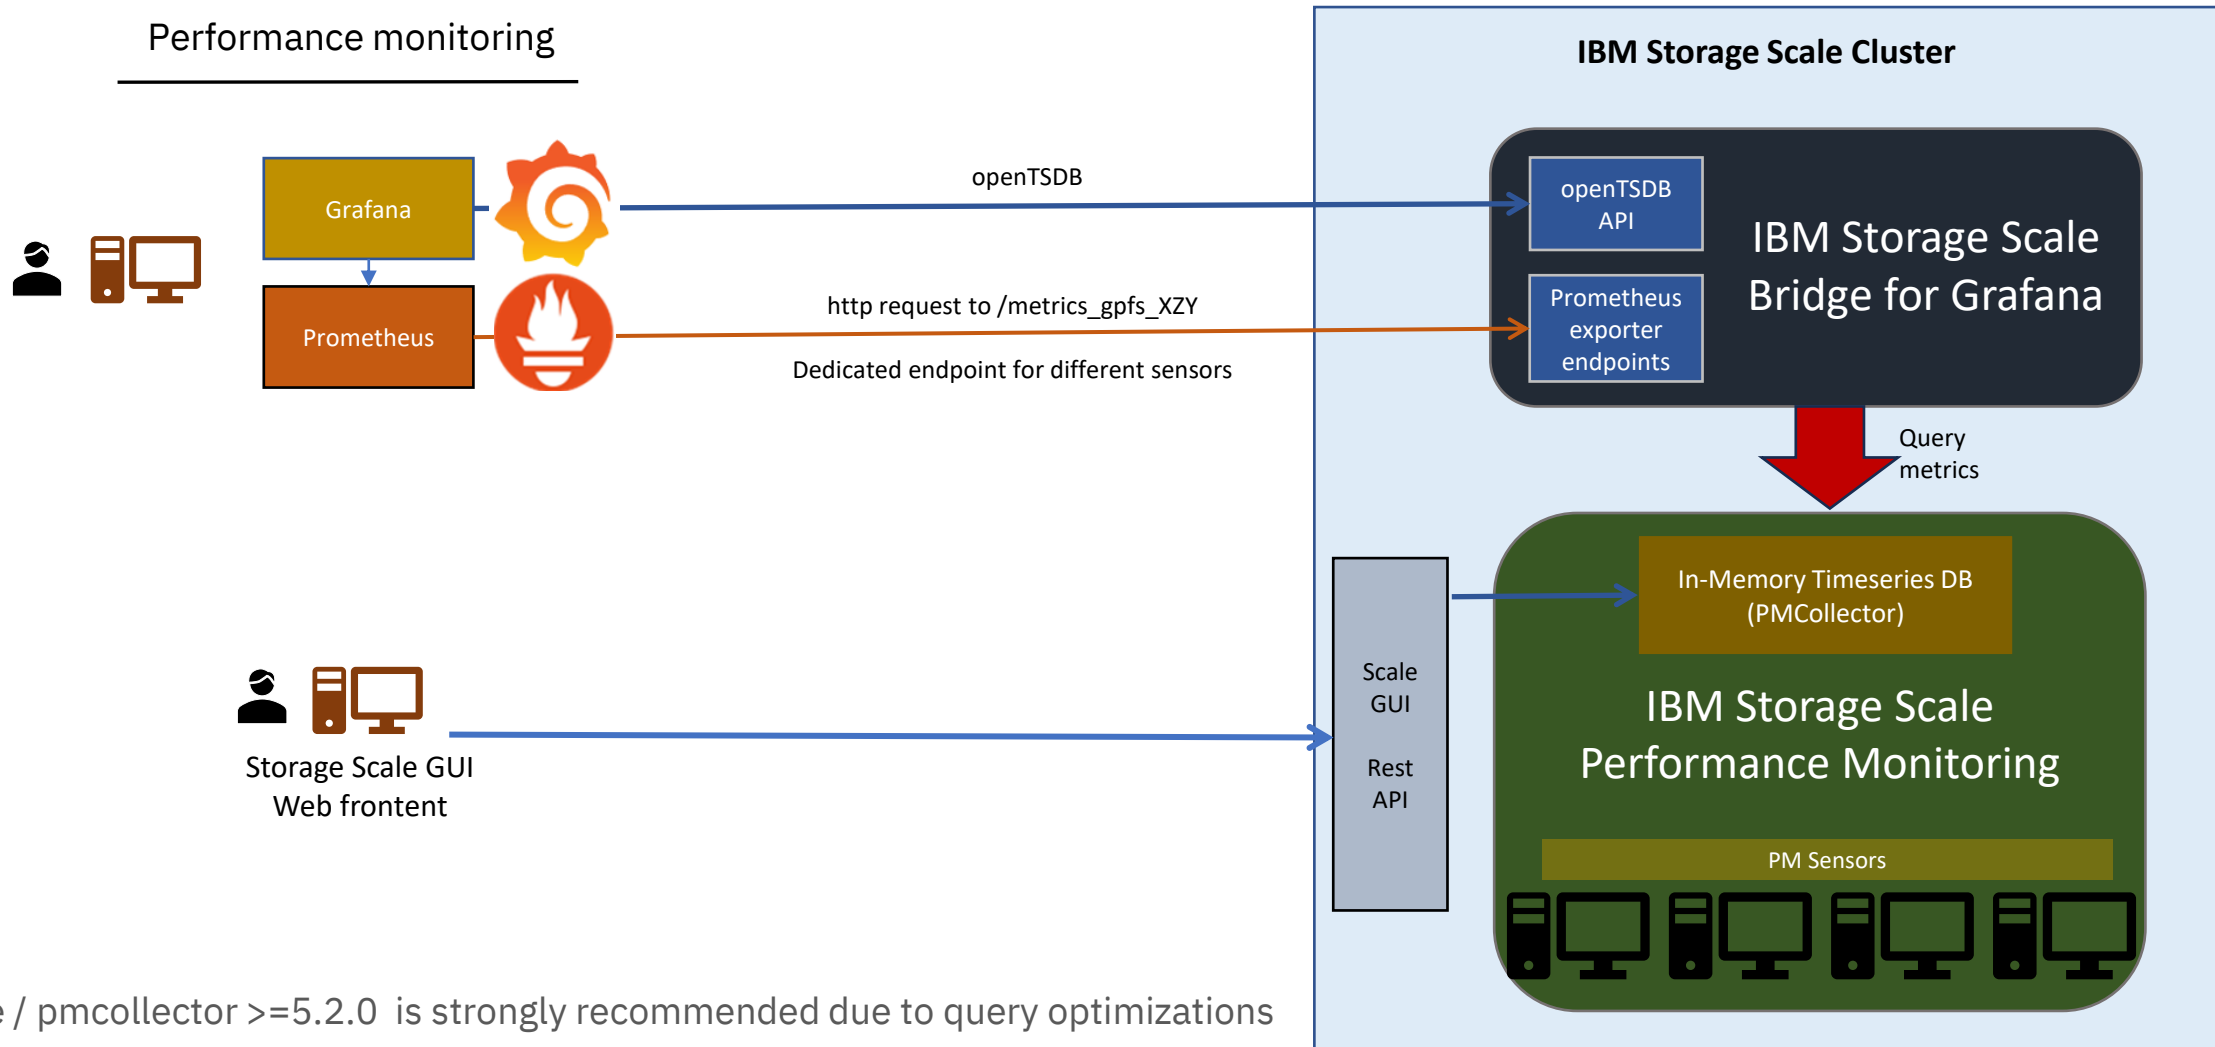 Performance monitoring
IBM Storage Scale Cluster
Grafana
openTSDB
openTSDB
API
IBM Storage Scale
Bridge for Grafana
Prometheus
http request to /metrics_gpfs_XZY
Dedicated endpoint for different sensors
Prometheus
exporter
endpoints
Query
metrics
In-Memory Timeseries DB
(PMCollector)
Scale
GUI
Rest
API
IBM Storage Scale
Performance Monitoring
Storage Scale GUI
Web frontent
PM Sensors
/ pmcollector >=5.2.0 is strongly recommended due to query optimizations